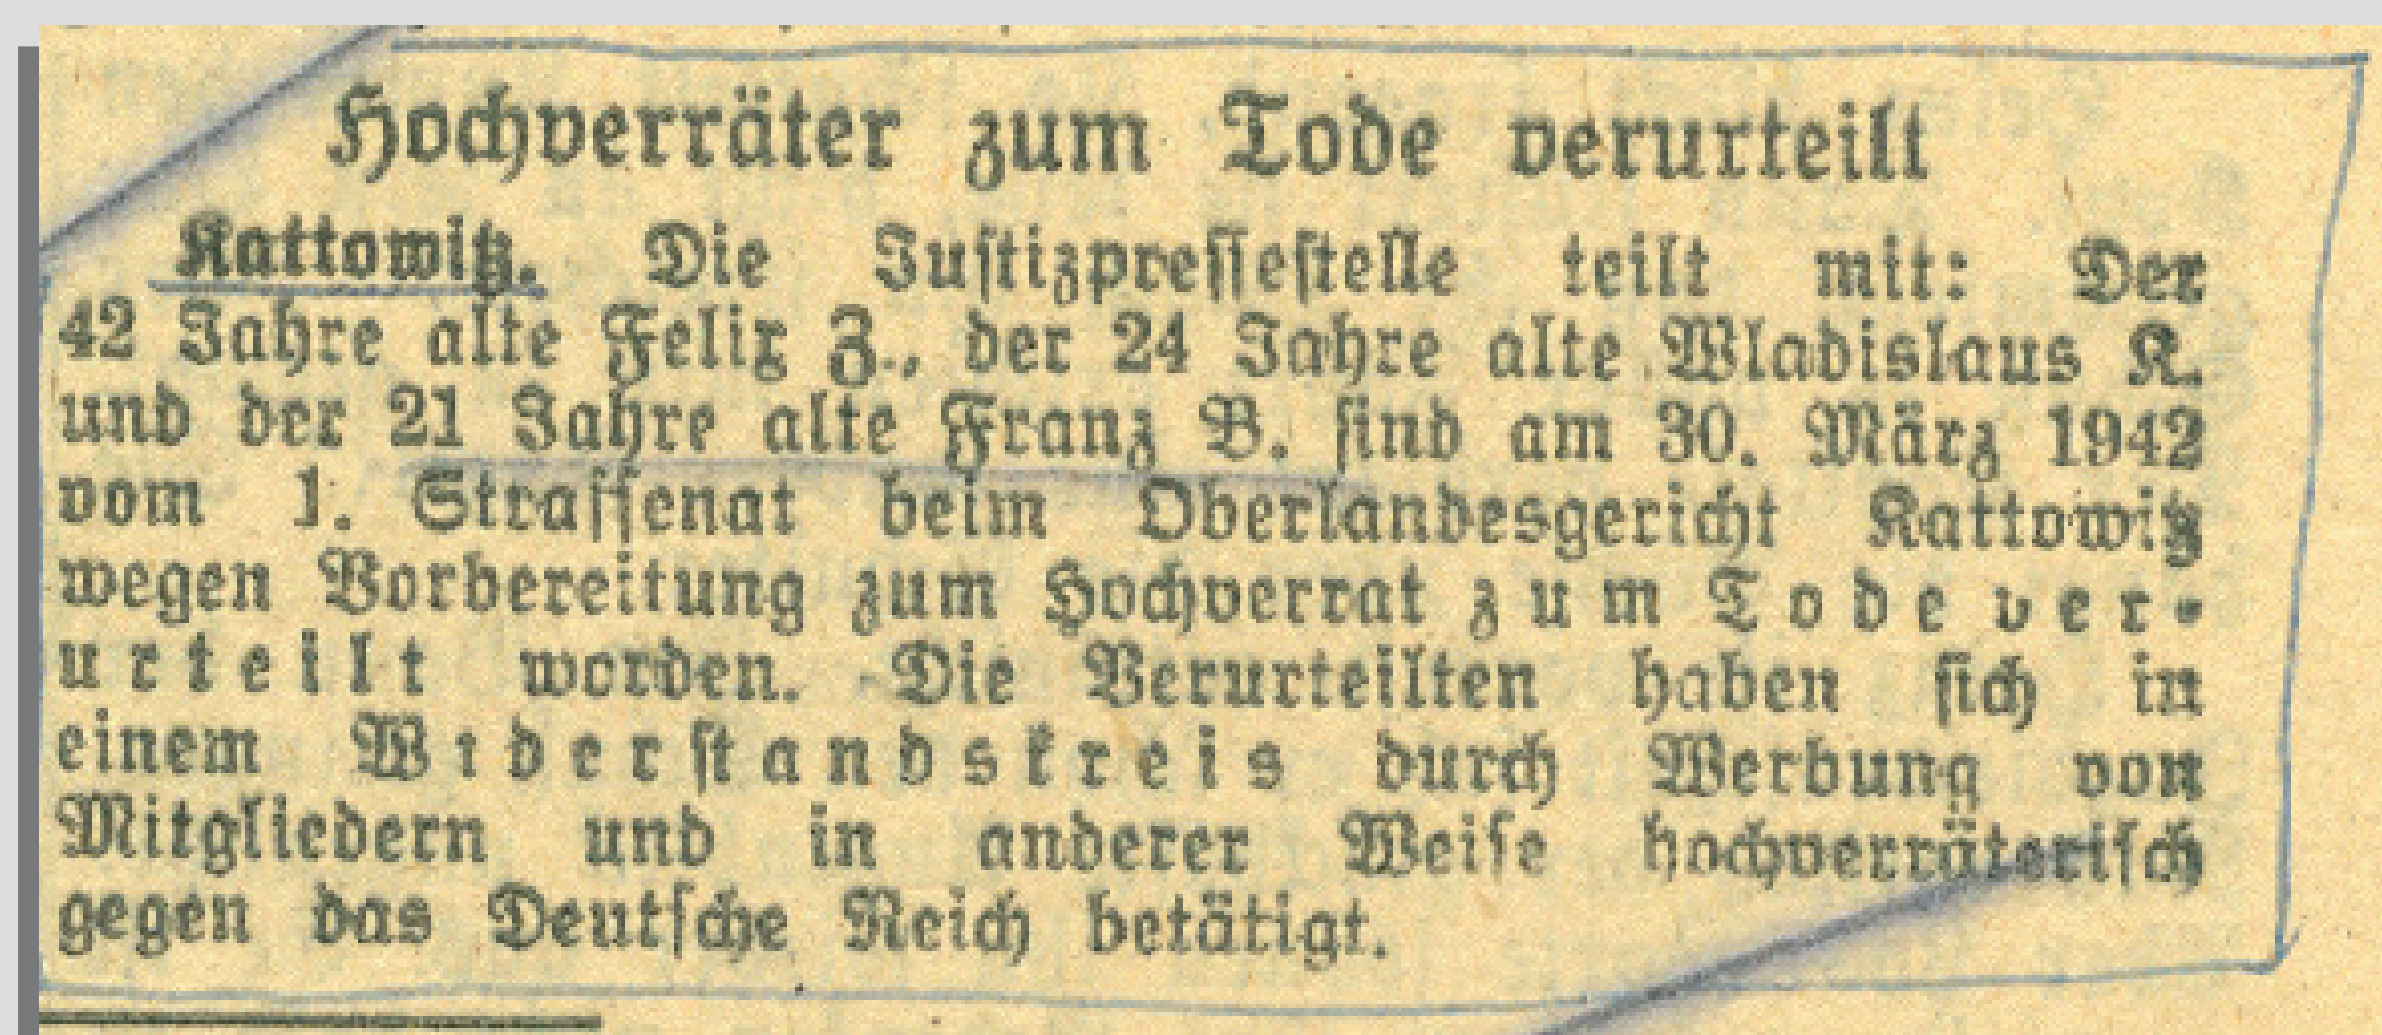 Hochverräter zum Tode verurteilt
Kattowitz. Die Justizpressestelle teilt mit: Der
42 Jahre alte Felix Z., der 24 Jahre alte Wladislaus K.
und der 21 Jahre alte Franz B. sind am 30. März 1942
vom 1. Strafsenat beim Oberlandesgericht Kattowitz
wegen Vorbereitung zum Hochverrat zum Tode ver-
urteilt worden. Die Verurteilten haben sich in
einem Widerstandskreis durch Werbung von
Mitgliedern und in anderer Weise hochverräterisch
gegen das Deutsche Reich betätigt.